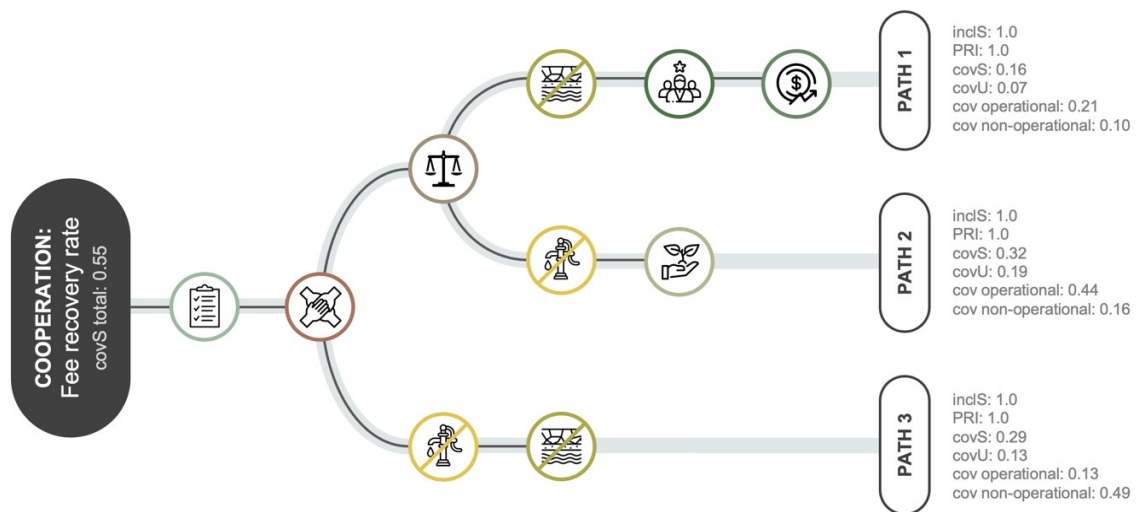 COOPERATION:
Fee recovery rate
covS total: 0.55
PATH 1
inclS: 1.0
PRI: 1.0
covS: 0.16
covU: 0.07
cov operational: 0.21
cov non-operational: 0.10
PATH 2
inclS: 1.0
PRI: 1.0
covS: 0.32
covU: 0.19
cov operational: 0.44
cov non-operational: 0.16
PATH 3
inclS: 1.0
PRI: 1.0
covS: 0.29
covU: 0.13
cov operational: 0.13
cov non-operational: 0.49